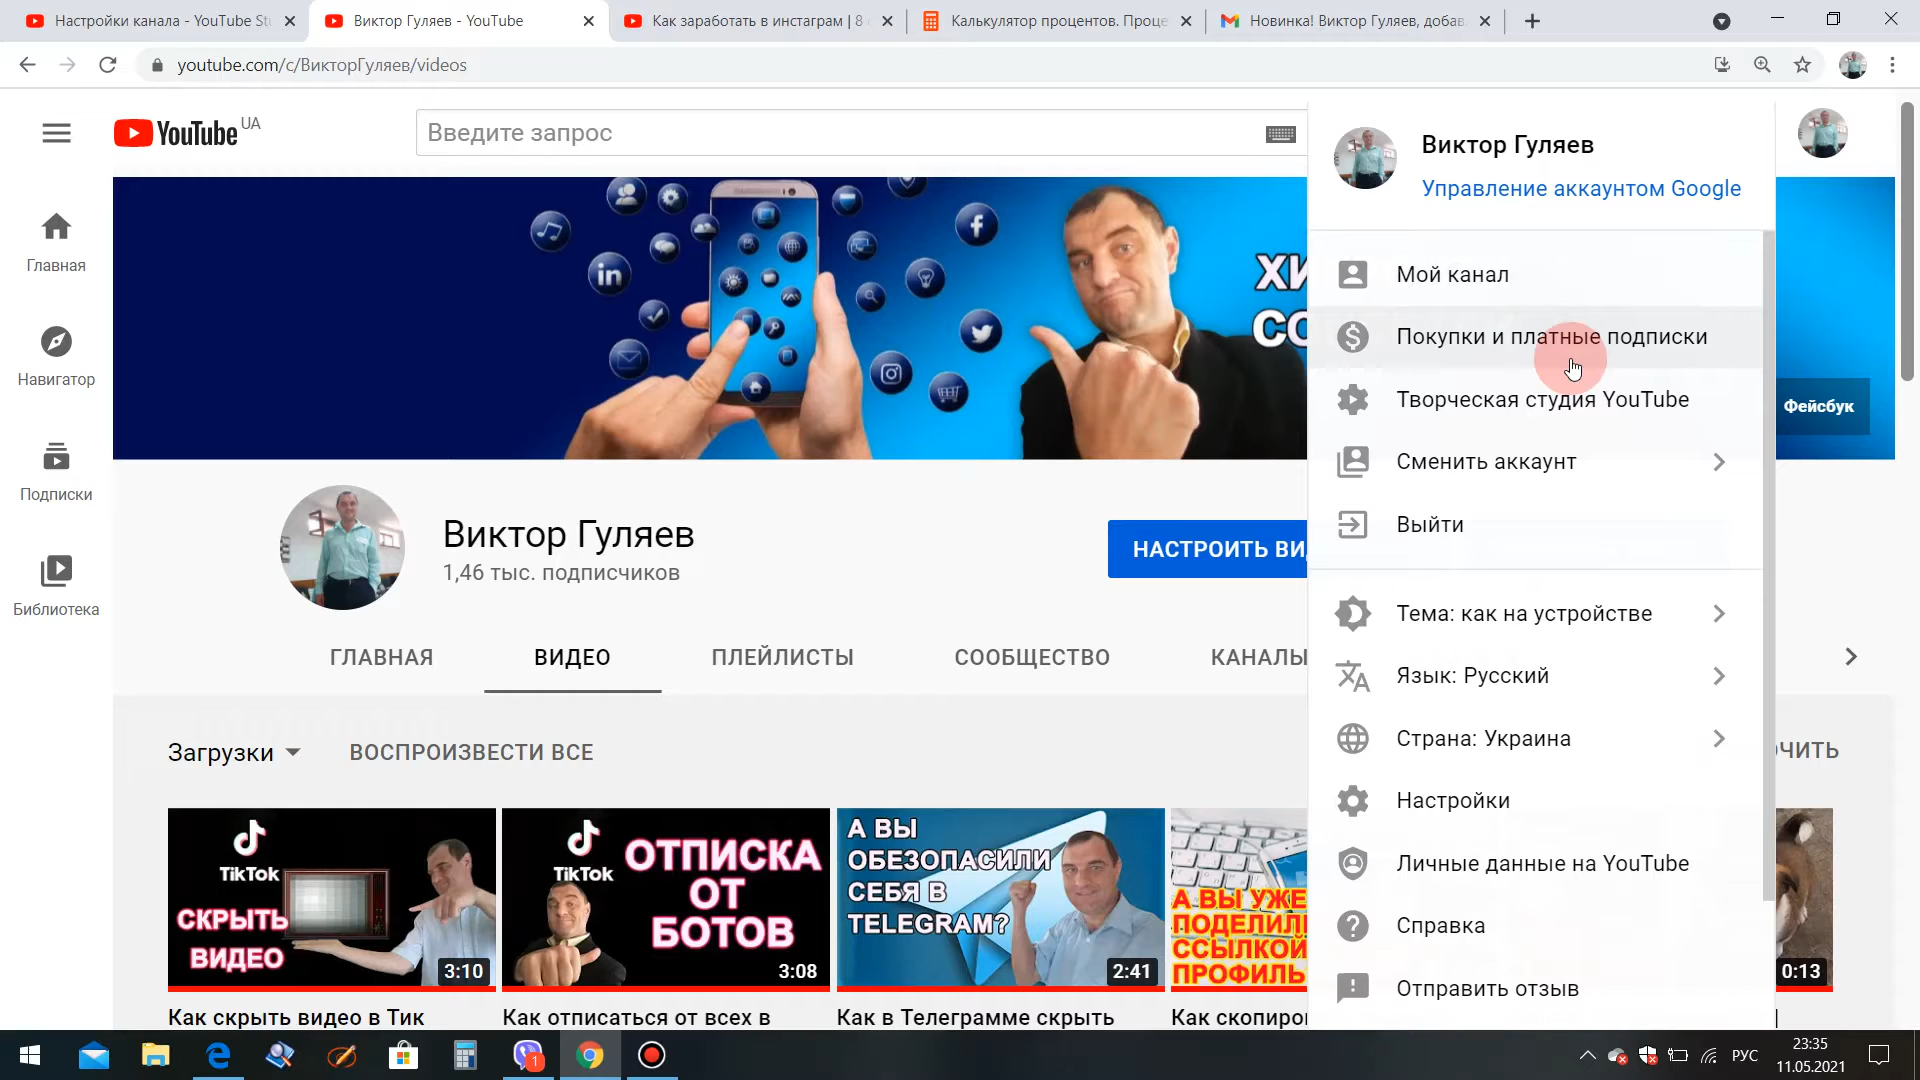 Настройки канала - YouTube Stu
Виктор Гуляев - YouTube
Как заработать в инстаграм | 8 с
Калькулятор процентов. Проце
Новинка! Виктор Гуляев, добав
youtube.com/c/ВикторГуляев/videos
YouTube UA
Введите запрос
Главная
Навигатор
Подписки
Библиотека
ХИ
СО
Фейсбук
Виктор Гуляев
1,46 тыс. подписчиков
НАСТРОИТЬ ВИ
ГЛАВНАЯ
ВИДЕО
ПЛЕЙЛИСТЫ
СООБЩЕСТВО
КАНАЛЫ
Загрузки
ВОСПРОИЗВЕСТИ ВСЕ
ЧИТЬ
TikTok
СКРЫТЬ
ВИДЕО
3:10
TikTok
ОТПИСКА
ОТ
БОТОВ
3:08
А ВЫ
ОБЕЗОПАСИЛИ
СЕБЯ В
TELEGRAM?
2:41
А ВЫ УЖЕ
ПОДЕЛИЛИ
ССЫЛКОЙ
ПРОФИЛЬ
0:13
Как скрыть видео в Тик
Как отписаться от всех в
Как в Телеграмме скрыть
Как скопиро
Виктор Гуляев
Управление аккаунтом Google
Мой канал
Покупки и платные подписки
Творческая студия YouTube
Сменить аккаунт
Выйти
Тема: как на устройстве
Язык: Русский
Страна: Украина
Настройки
Личные данные на YouTube
Справка
Отправить отзыв
1
РУС
23:35
11.05.2021